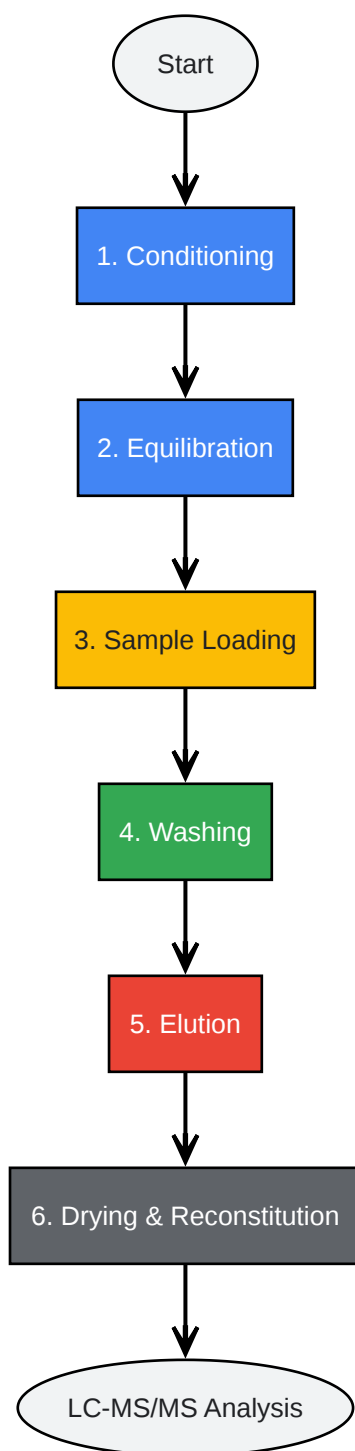 Start
1. Conditioning
2. Equilibration
3. Sample Loading
4. Washing
5. Elution
6. Drying & Reconstitution
LC-MS/MS Analysis